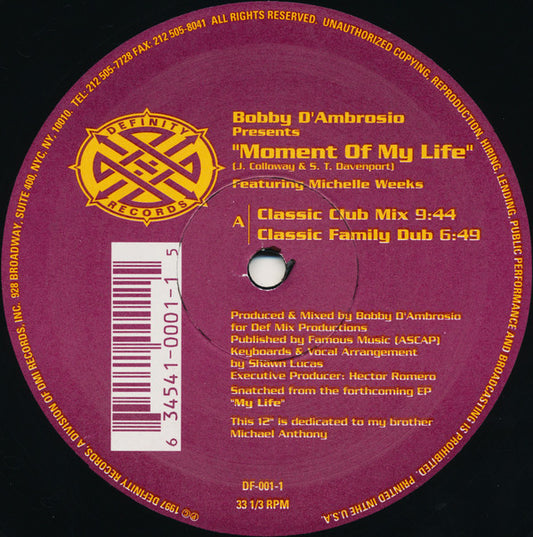 Bobby D'Ambrosio
Presents
"Moment Of My Life"
(J. Colloway & S. T. Davenport)
Featuring Michelle Weeks
A
Classic Club Mix 9:44
Classic Family Dub 6:49
DEFINITY
RECORDS
6 34541-0001-1 5
Produced & Mixed by Bobby D'Ambrosio
for Def Mix Productions
Published by Famous Music (ASCAP)
Keyboards & Vocal Arrangement
by Shawn Lucas
Executive Producer: Hector Romero
Snatched from the forthcoming EP
"My Life"
This 12" is dedicated to my brother
Michael Anthony
DF-001-1
33 1/3 RPM
© 1997 DEFINITY RECORDS, A DIVISION OF DMI RECORDS, INC. 928 BROADWAY, SUITE 400, NYC, NY, 10010. TEL: 212 505-7728 FAX: 212 505-8041 ALL RIGHTS RESERVED. UNAUTHORIZED COPYING, REPRODUCTION, HIRING, LENDING, PUBLIC PERFORMANCE AND BROADCASTING IS PROHIBITED. PRINTED INTHE U.S.A.